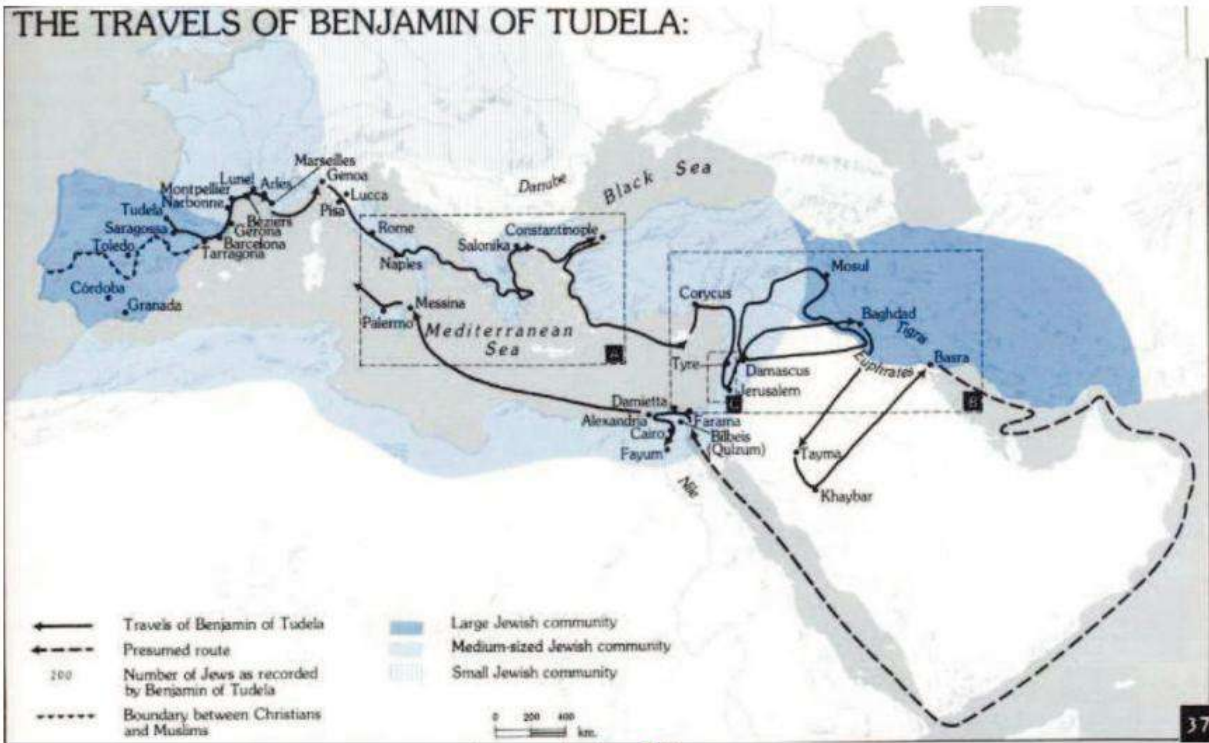 THE TRAVELS OF BENJAMIN OF TUDELA:
Marseilles
Genoa
Lunel
Arles
Montpellier
Narbonne
Lucca
Pisa
Danube
Black Sea
Tudela
Béziers
Saragossa
Gerona
Rome
Constantinople
Toledo
Barcelona
Salonika
Tarragona
Naples
Mosul
Córdoba
Granada
Messina
Corycus
Palermo
Mediterranean
Sea
Baghdad
Tigris
A
Tyre
Damascus
Euphrates
Basra
Jerusalem
Damietta
C
B
Alexandria
Farama
Cairo
Bilbeis
(Qulzum)
Fayum
Tayma
Nile
Khaybar
Travels of Benjamin of Tudela
Large Jewish community
Presumed route
Medium-sized Jewish community
200
Number of Jews as recorded
by Benjamin of Tudela
Small Jewish community
Boundary between Christians
and Muslims
0 200 400
km.
37